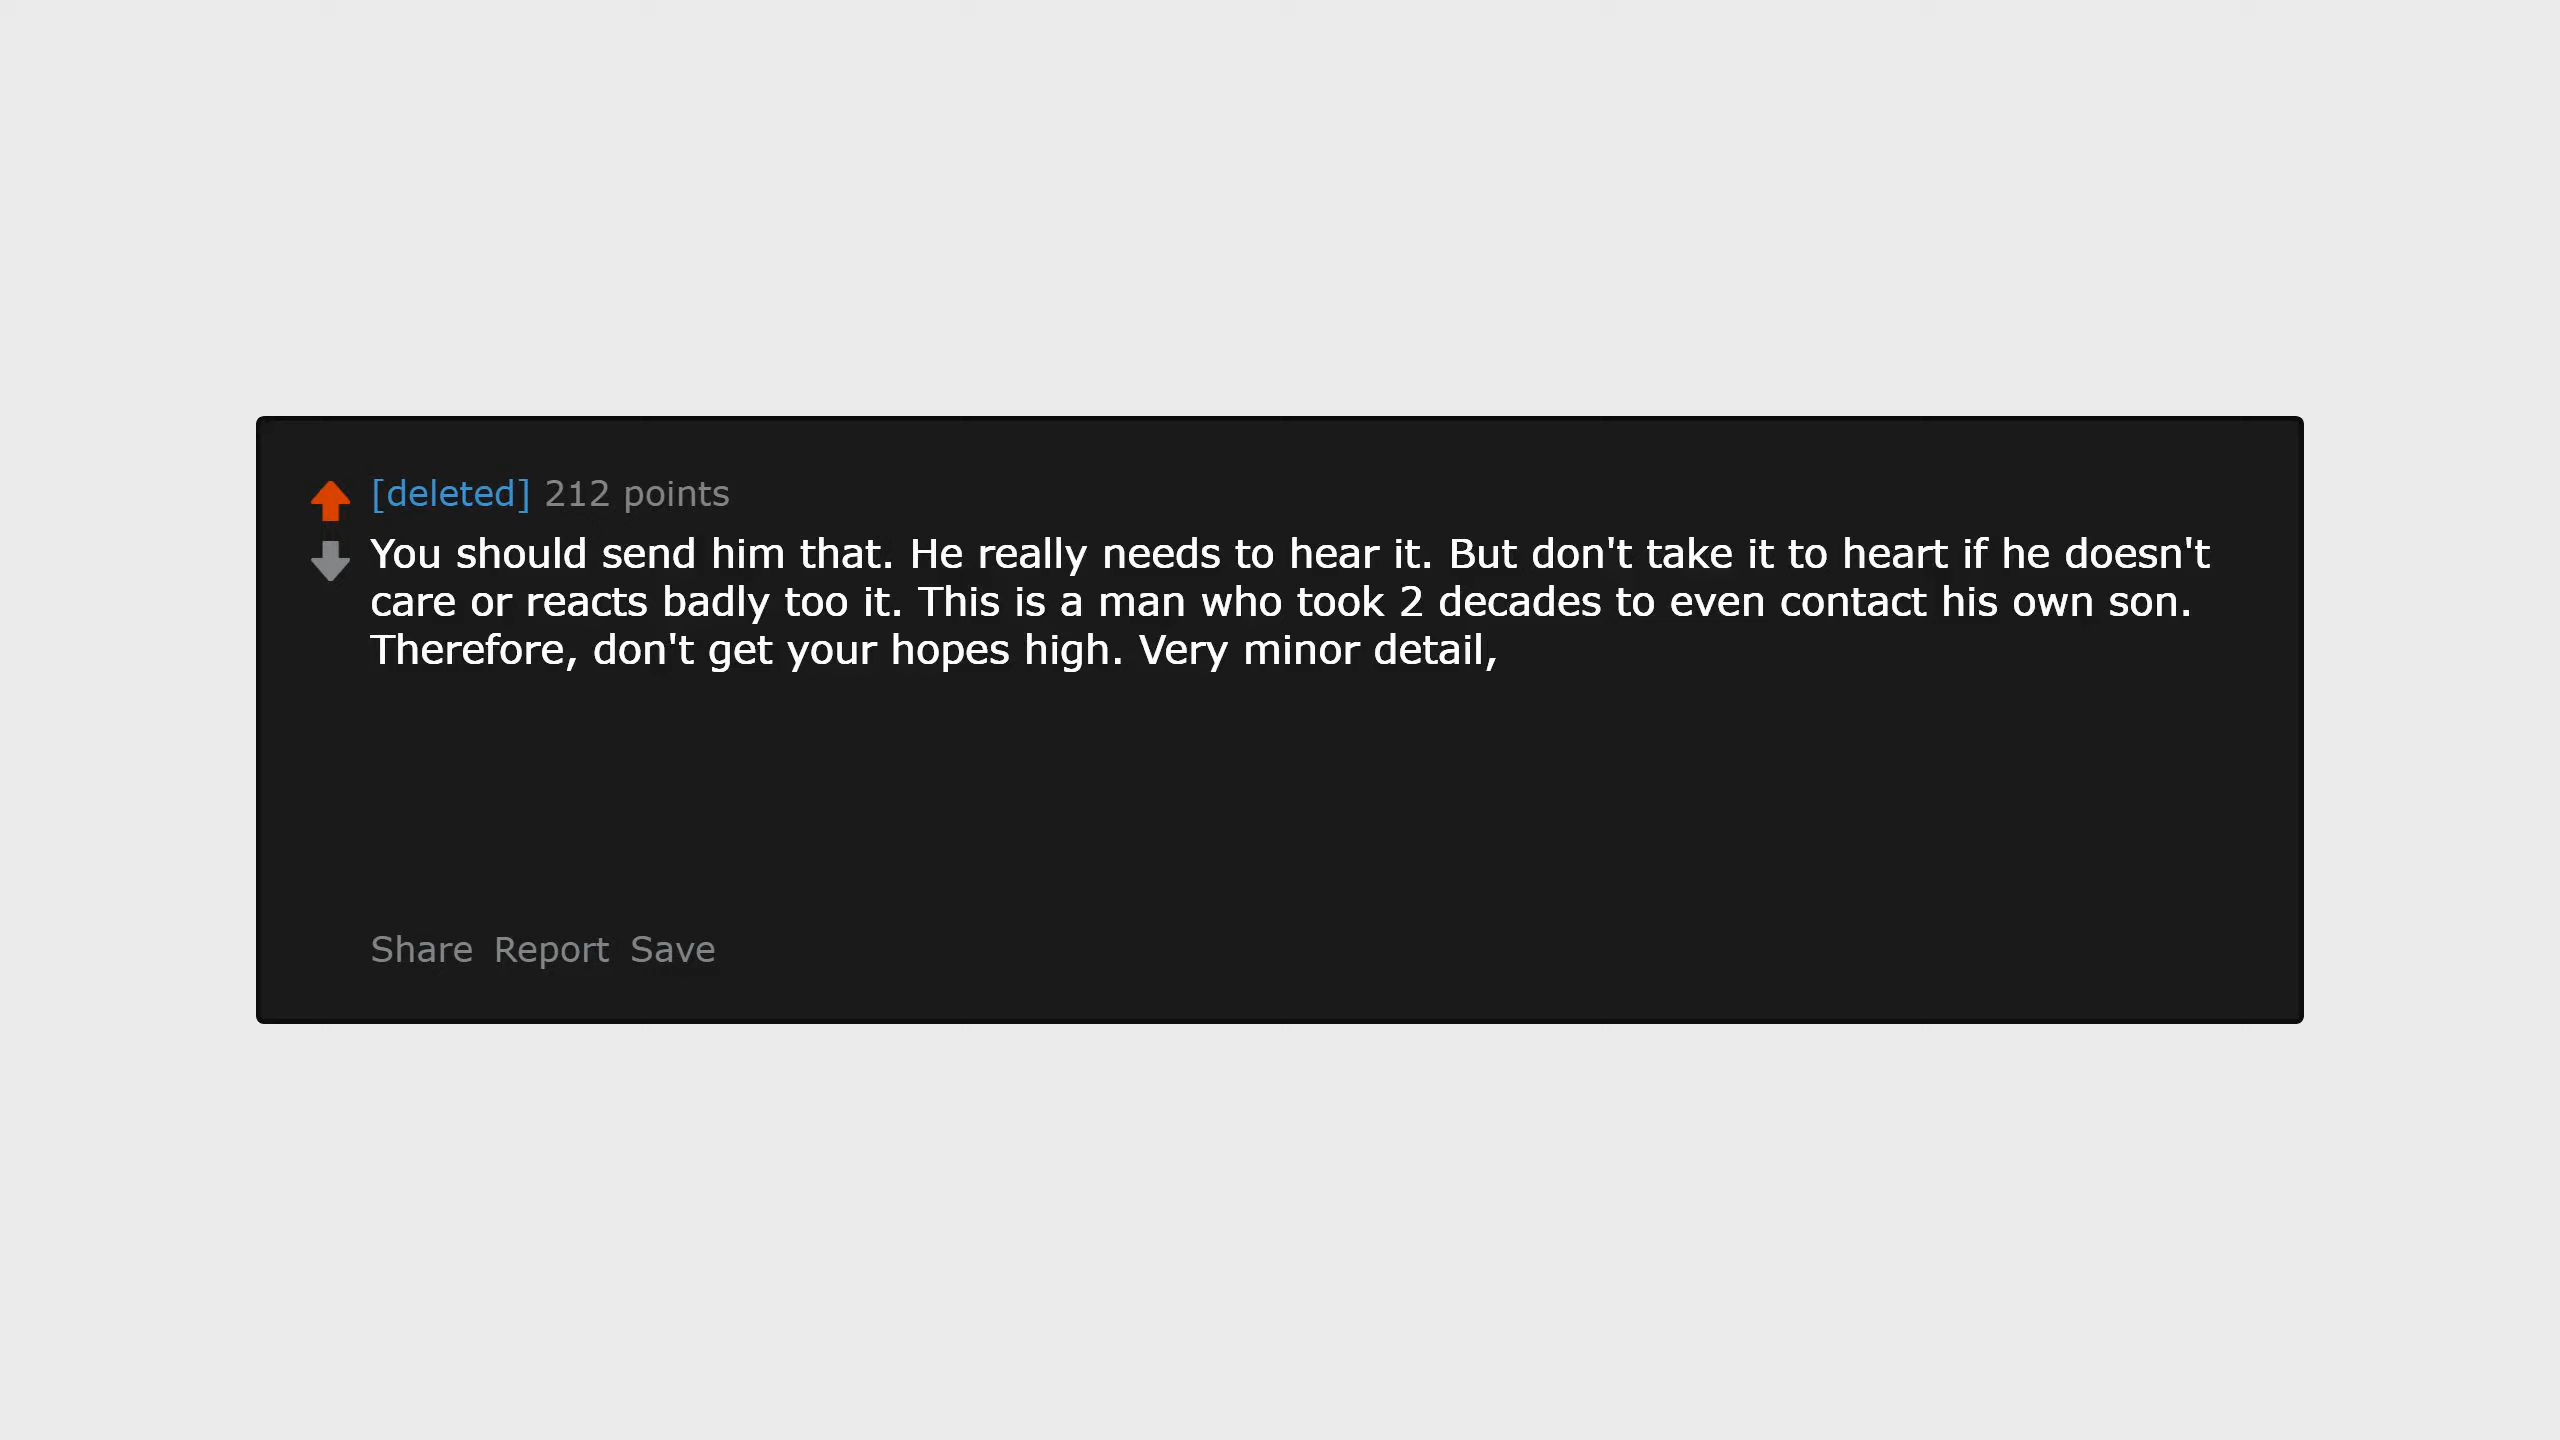 [deleted] 212 points
You should send him that. He really needs to hear it. But don't take it to heart if he doesn't
care or reacts badly too it. This is a man who took 2 decades to even contact his own son.
Therefore, don't get your hopes high. Very minor detail,
Share Report Save